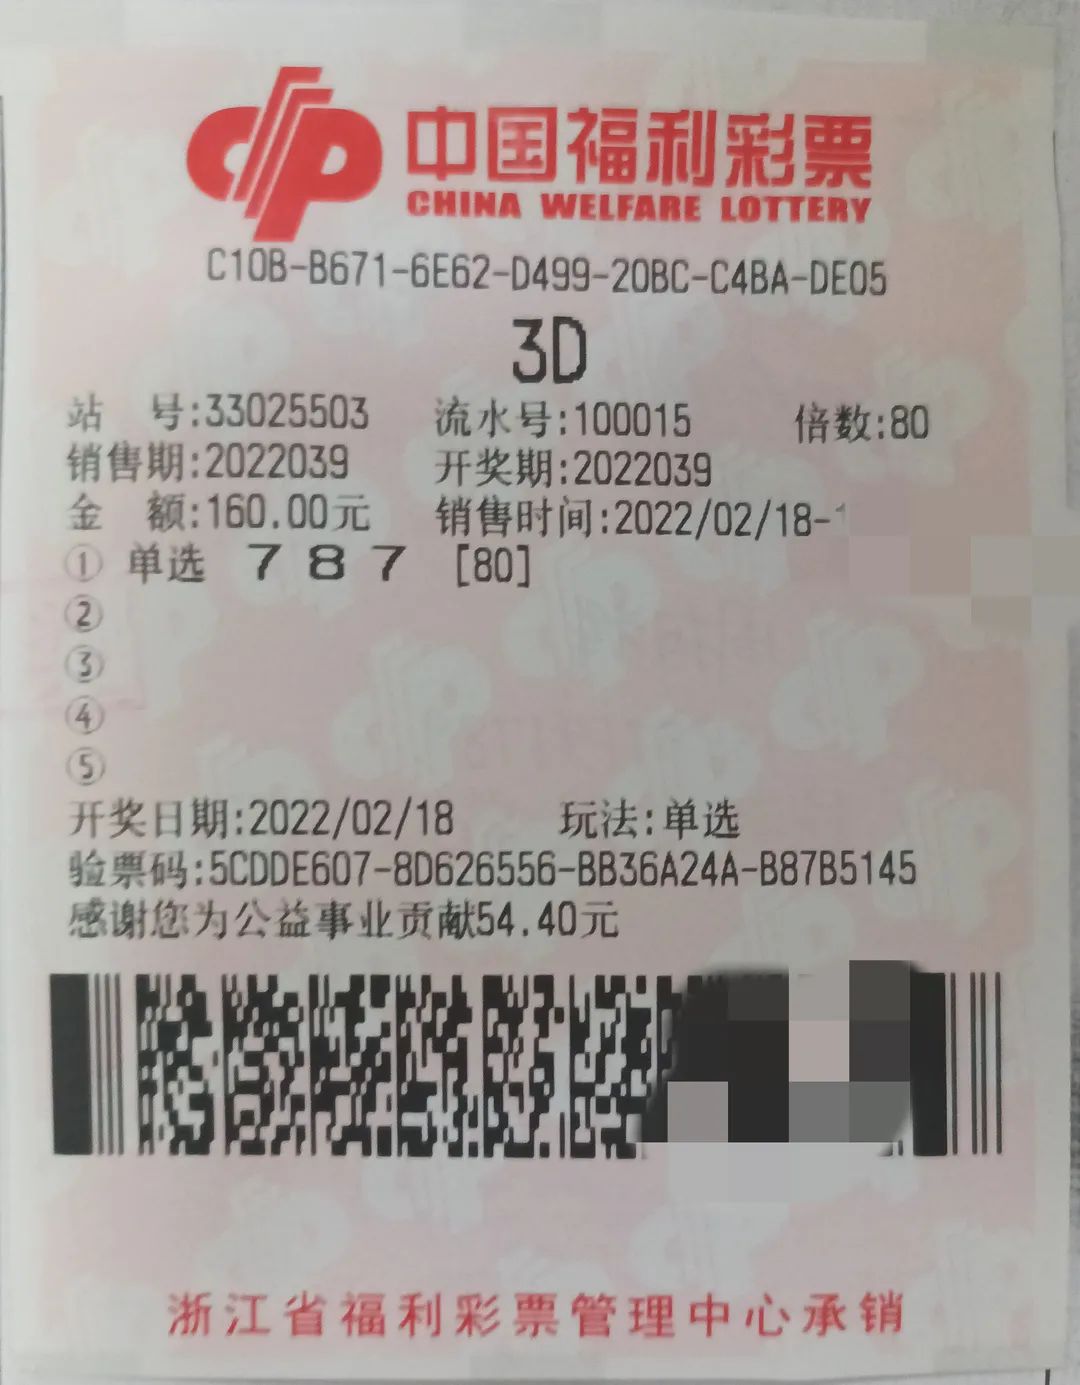 中国福利彩票
CHINA WELFARE LOTTERY
C10B-B671-6E62-D499-20BC-C4BA-DE05
3D
站 号:33025503 流水号:100015 倍数:80
销售期:2022039 开奖期:2022039
金 额:160.00元 销售时间:2022/02/18-1
① 单选 7 8 7 [80]
②
③
④
⑤
开奖日期:2022/02/18 玩法:单选
验票码:5CDDE607-8D626556-BB36A24A-B87B5145
感谢您为公益事业贡献54.40元
浙江省福利彩票管理中心承销